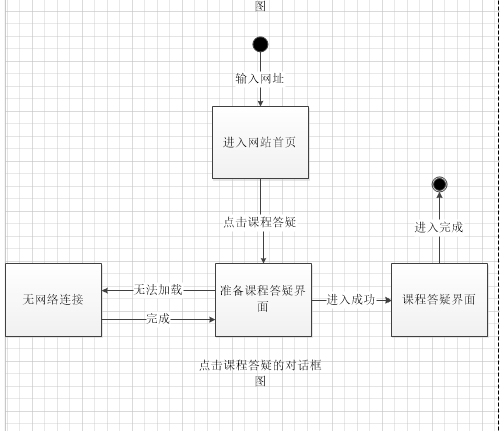 图
输入网址
进入网站首页
点击课程答疑
进入完成
无网络连接
无法加载
完成
准备课程答疑界
面
进入成功
课程答疑界面
点击课程答疑的对话框
图